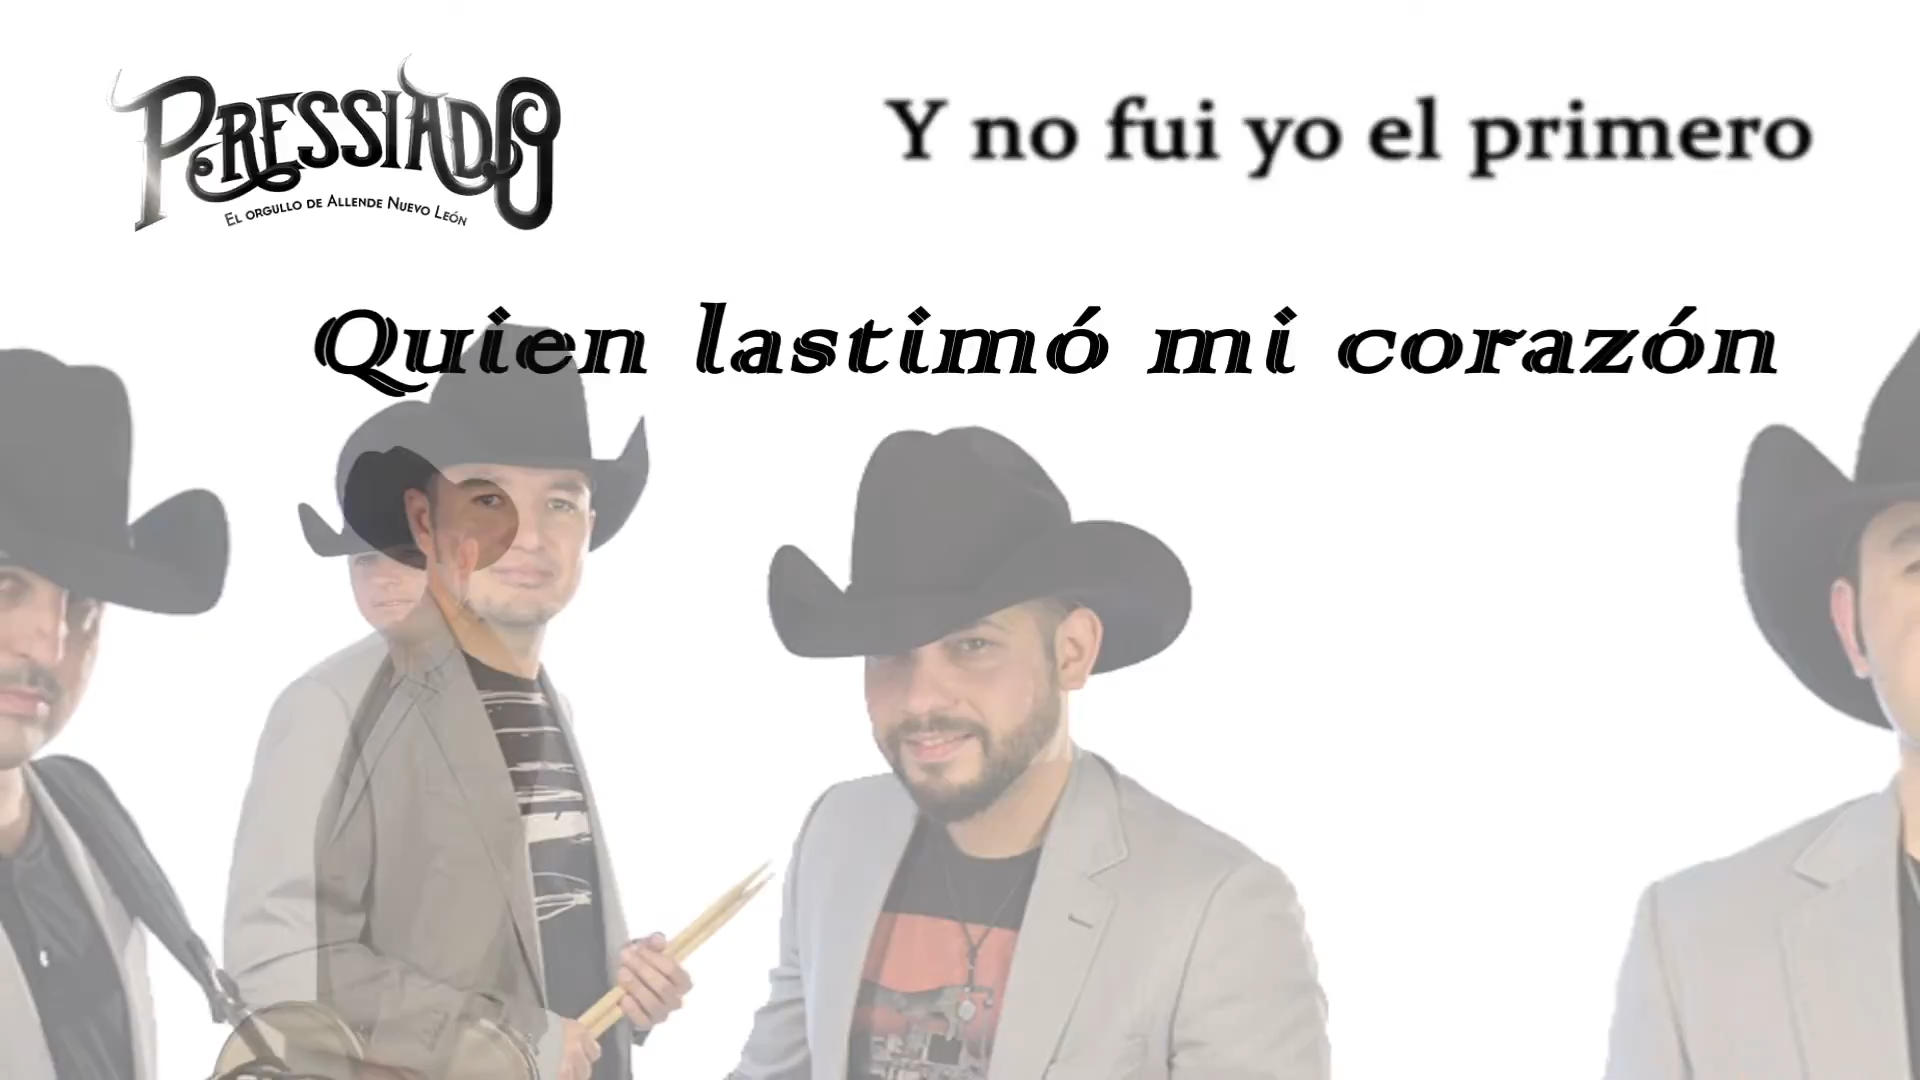 PRESSIADO
EL ORGULLO DE ALLENDE NUEVO LEÓN
Y no fui yo el primero
Quien lastimó mi corazón